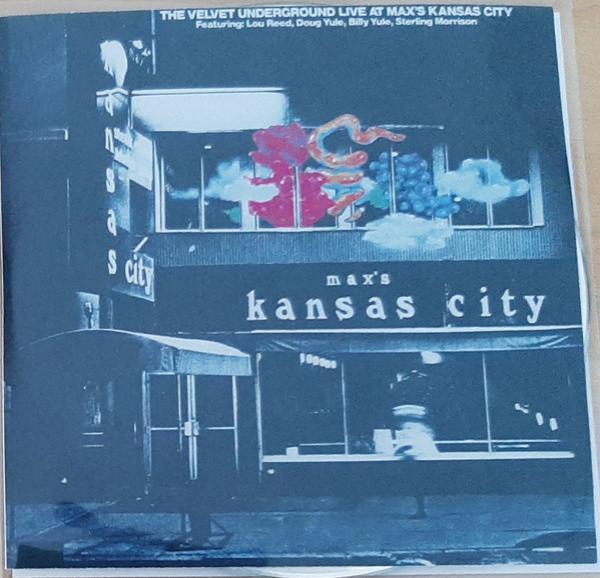 THE VELVET UNDERGROUND LIVE AT MAX'S KANSAS CITY
Featuring: Lou Reed, Doug Yule, Billy Yule, Sterling Morrison
kansas
city
max's
kansas city